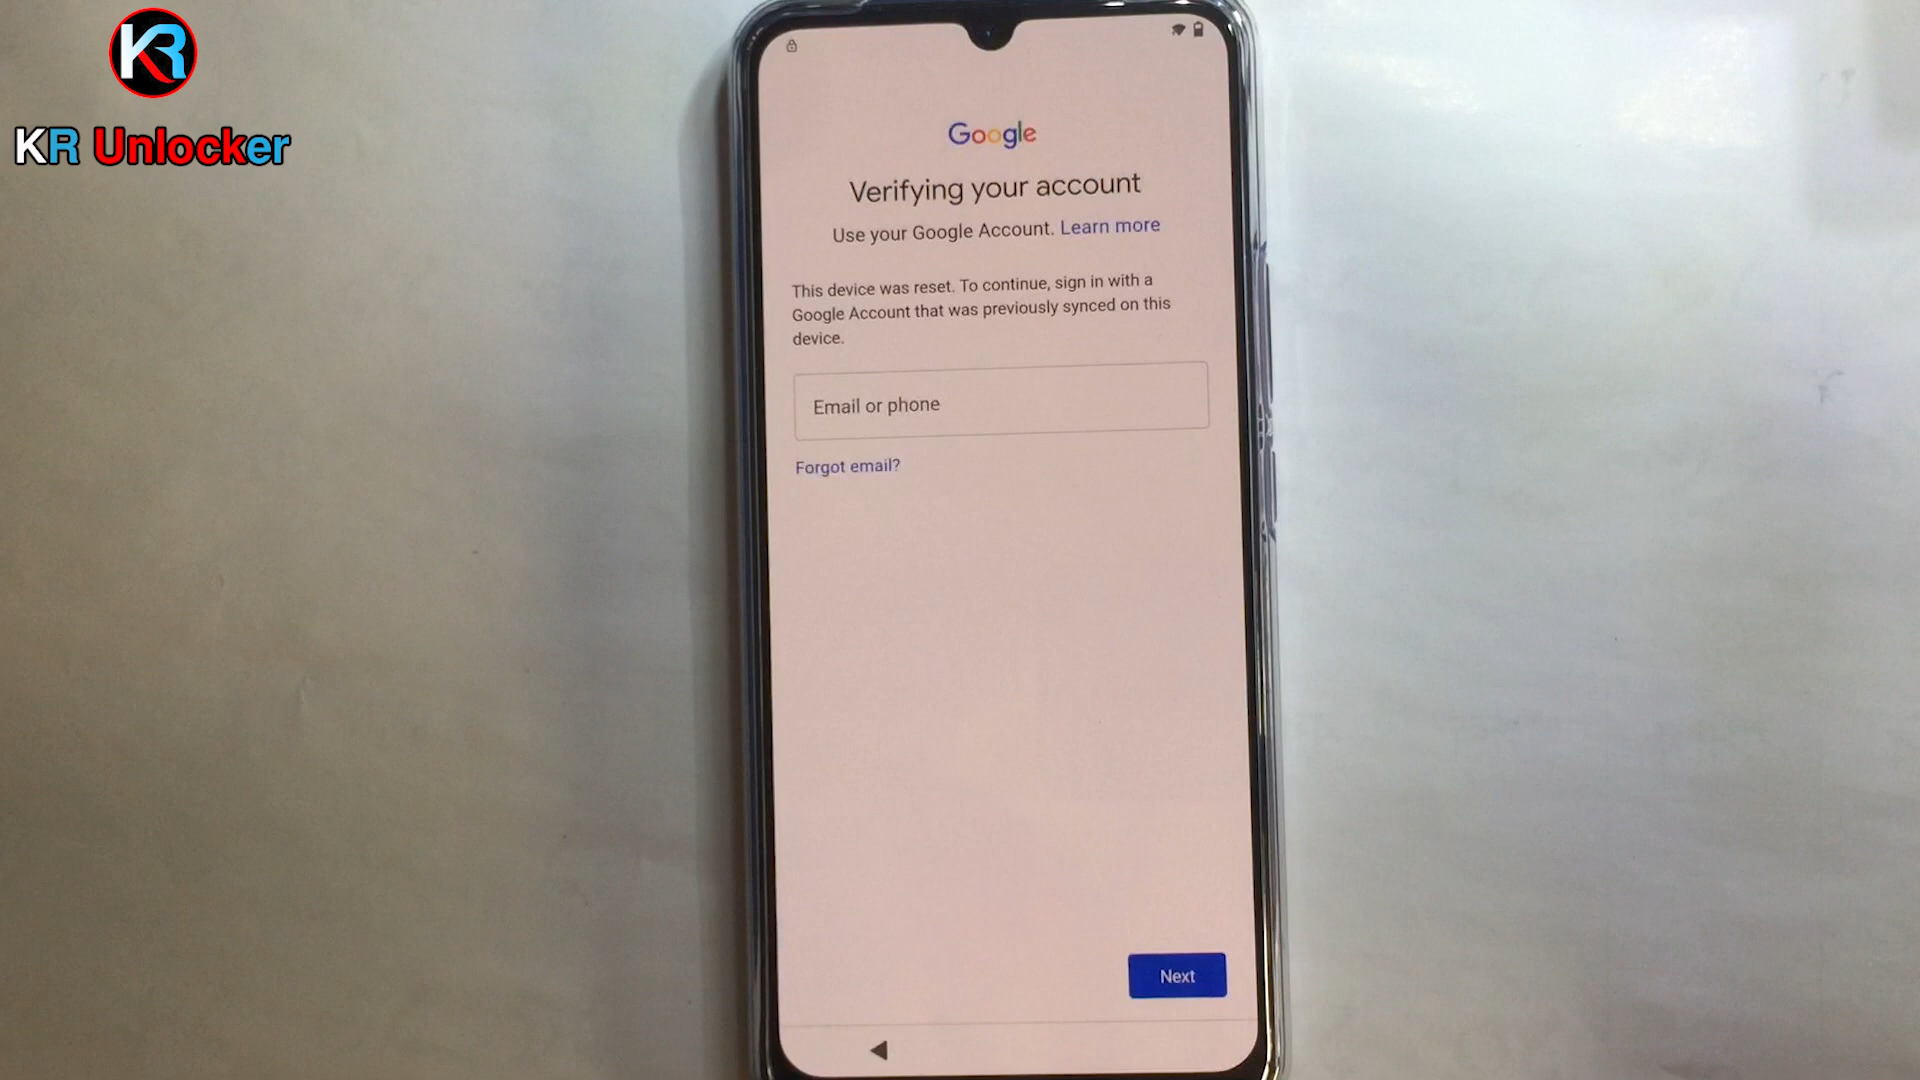 KR
KR Unlocker
Google
Verifying your account
Use your Google Account. Learn more
This device was reset. To continue, sign in with a
Google Account that was previously synced on this
device.
Email or phone
Forgot email?
Next